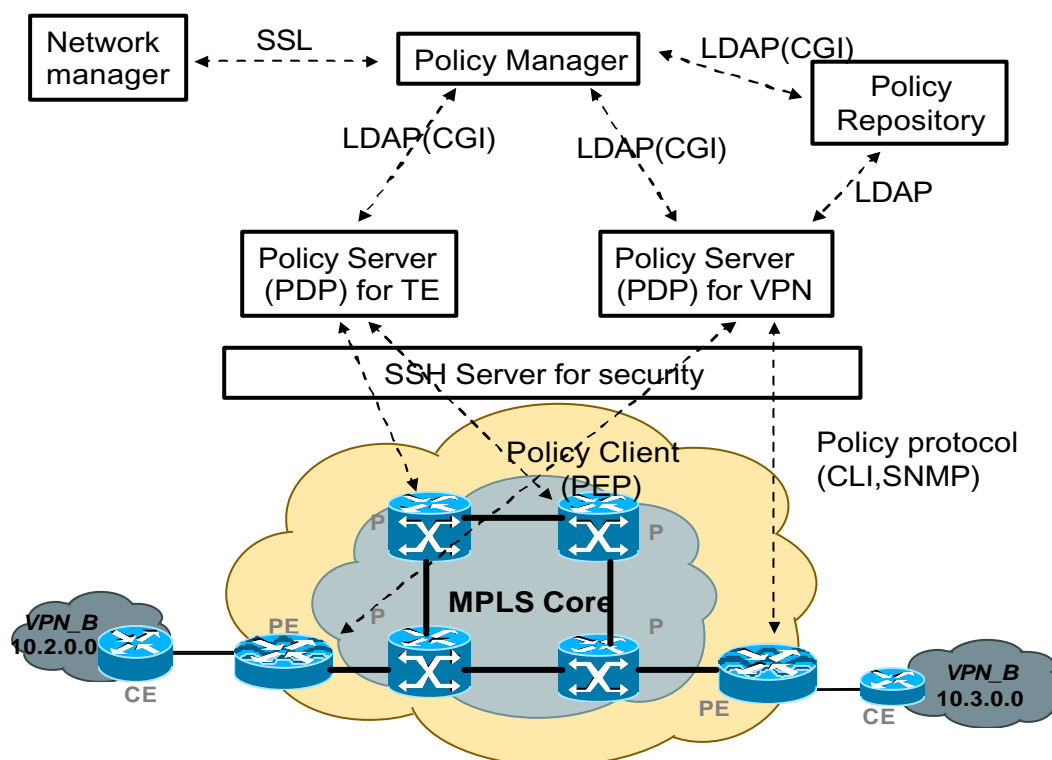 Network
manager
SSL
Policy Manager
LDAP(CGI)
Policy
Repository
LDAP(CGI)
LDAP(CGI)
LDAP
Policy Server
(PDP) for TE
Policy Server
(PDP) for VPN
SSH Server for security
Policy Client
(PEP)
Policy protocol
(CLI,SNMP)
P
P
MPLS Core
P
P
VPN_B
10.2.0.0
PE
CE
PE
CE
VPN_B
10.3.0.0